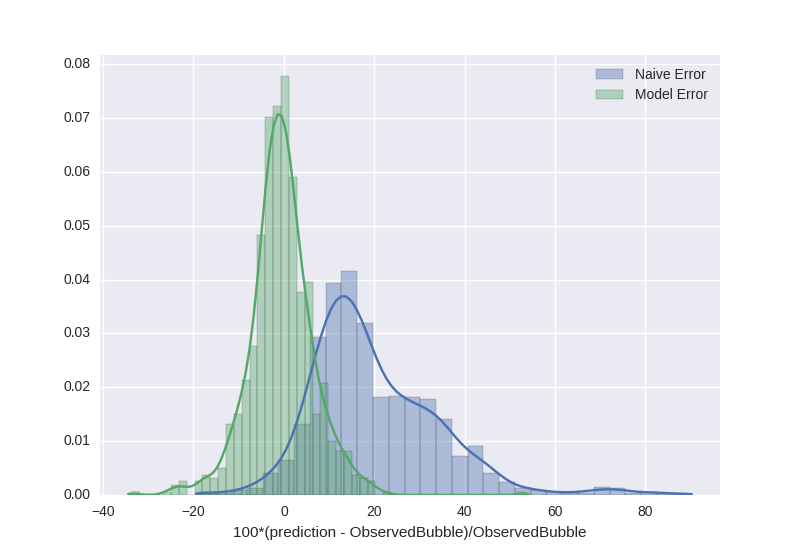 0.08
0.07
0.06
0.05
0.04
0.03
0.02
0.01
0.00
Naive Error
Model Error
−40 −20 0 20 40 60 80
100*(prediction - ObservedBubble)/ObservedBubble